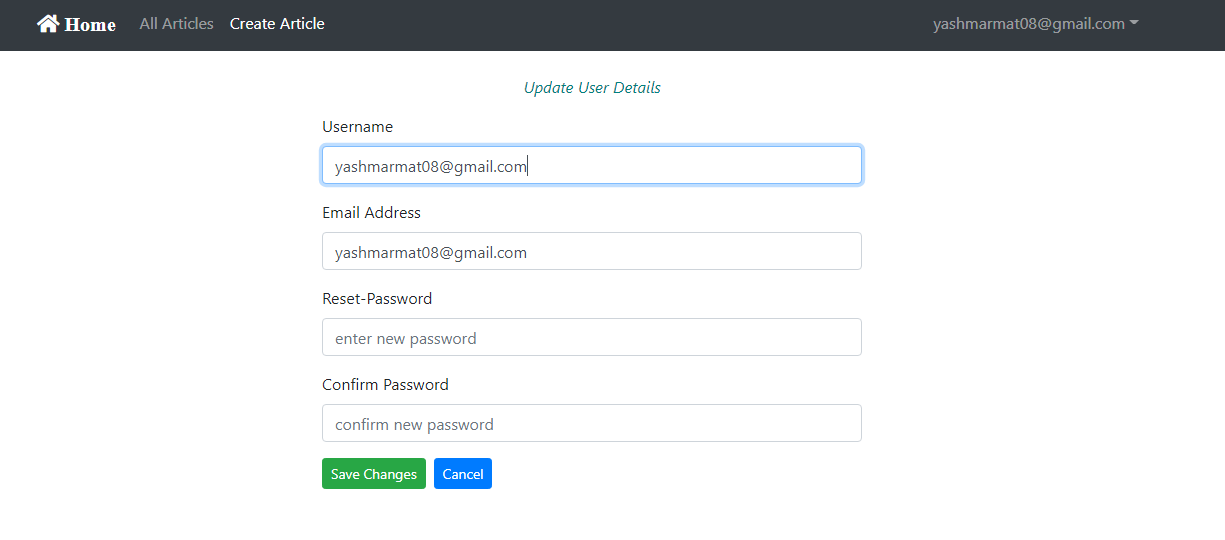 Home All Articles Create Article yashmarmat08@gmail.com
Update User Details
Username
yashmarmat08@gmail.com
Email Address
yashmarmat08@gmail.com
Reset-Password
enter new password
Confirm Password
confirm new password
Save Changes Cancel